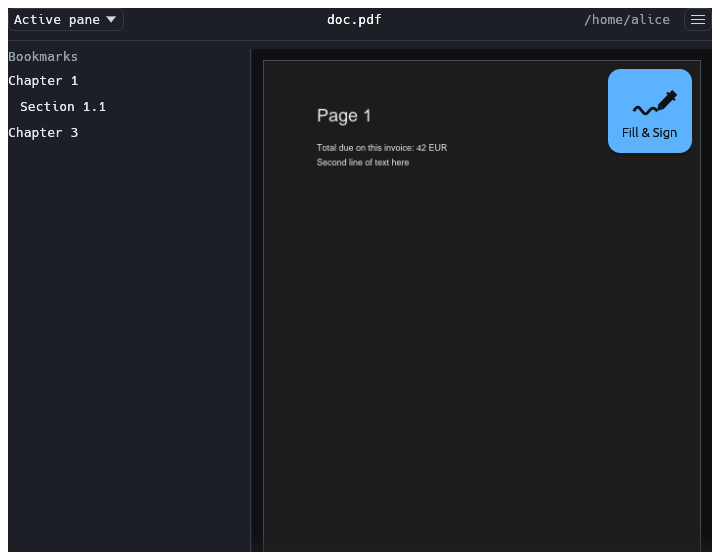 Active pane
doc.pdf
/home/alice
Bookmarks
Chapter 1
Section 1.1
Chapter 3
Page 1
Total due on this invoice: 42 EUR
Second line of text here
Fill & Sign